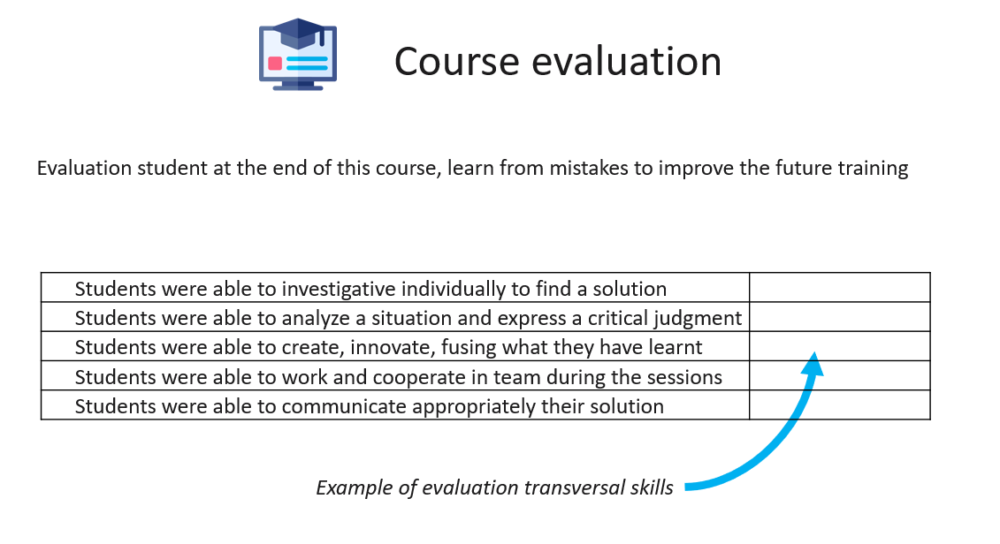 Course evaluation
Evaluation student at the end of this course, learn from mistakes to improve the future training
Students were able to investigative individually to find a solution
Students were able to analyze a situation and express a critical judgment
Students were able to create, innovate, fusing what they have learnt
Students were able to work and cooperate in team during the sessions
Students were able to communicate appropriately their solution
Example of evaluation transversal skills